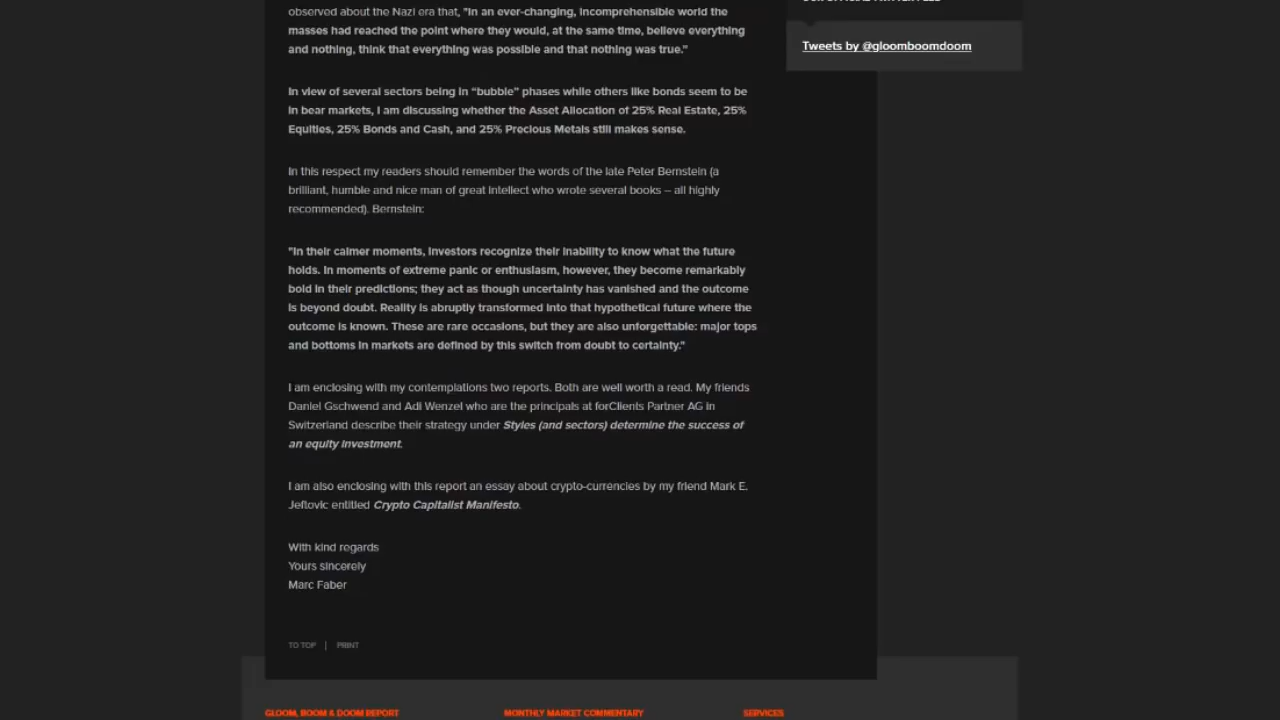 observed about the Nazi era that, "In an ever-changing, incomprehensible world the
masses had reached the point where they would, at the same time, believe everything
and nothing, think that everything was possible and that nothing was true."
In view of several sectors being in “bubble” phases while others like bonds seem to be
in bear markets, I am discussing whether the Asset Allocation of 25% Real Estate, 25%
Equities, 25% Bonds and Cash, and 25% Precious Metals still makes sense.
In this respect my readers should remember the words of the late Peter Bernstein (a
brilliant, humble and nice man of great intellect who wrote several books – all highly
recommended). Bernstein:
"In their calmer moments, investors recognize their inability to know what the future
holds. In moments of extreme panic or enthusiasm, however, they become remarkably
bold in their predictions; they act as though uncertainty has vanished and the outcome
is beyond doubt. Reality is abruptly transformed into that hypothetical future where the
outcome is known. These are rare occasions, but they are also unforgettable: major tops
and bottoms in markets are defined by this switch from doubt to certainty."
I am enclosing with my contemplations two reports. Both are well worth a read. My friends
Daniel Gschwend and Adi Wenzel who are the principals at forClients Partner AG in
Switzerland describe their strategy under Styles (and sectors) determine the success of
an equity investment.
I am also enclosing with this report an essay about crypto-currencies by my friend Mark E.
Jeftovic entitled Crypto Capitalist Manifesto.
With kind regards
Yours sincerely
Marc Faber
TO TOP | PRINT
Tweets by @gloomboomdoom
GLOOM, BOOM & DOOM REPORT
MONTHLY MARKET COMMENTARY
SERVICES